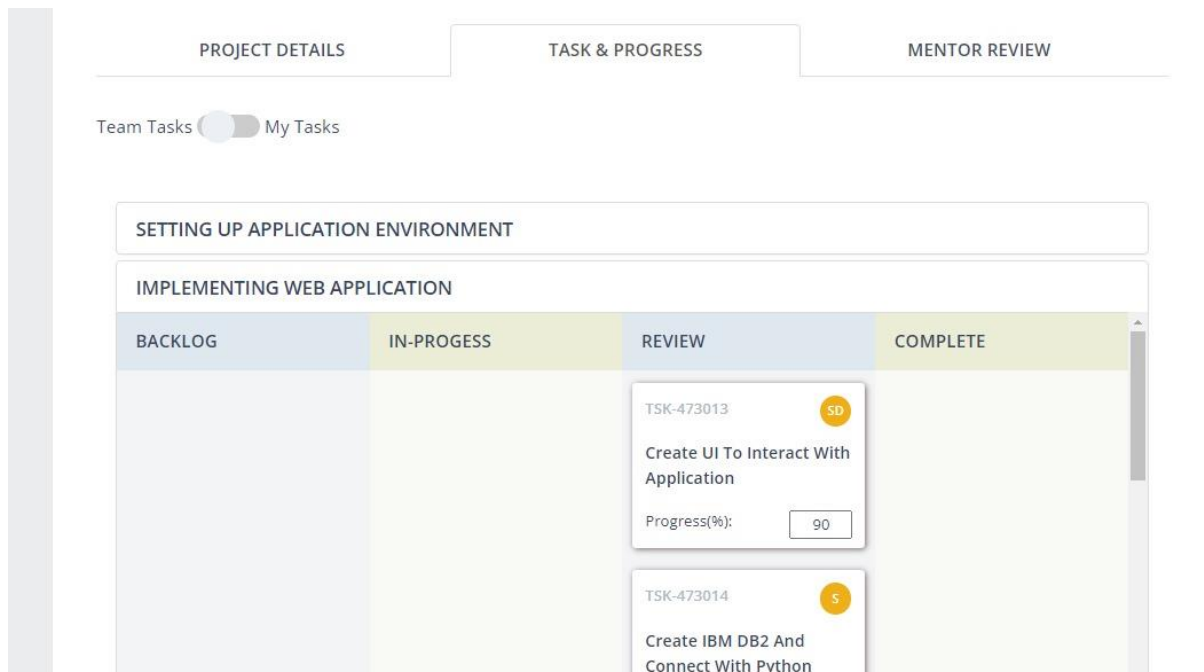 PROJECT DETAILS
TASK & PROGRESS
MENTOR REVIEW
Team Tasks
My Tasks
SETTING UP APPLICATION ENVIRONMENT
IMPLEMENTING WEB APPLICATION
BACKLOG
IN-PROGESS
REVIEW
COMPLETE
TSK-473013
SD
Create UI To Interact With
Application
Progress(%):
90
TSK-473014
S
Create IBM DB2 And
Connect With Python